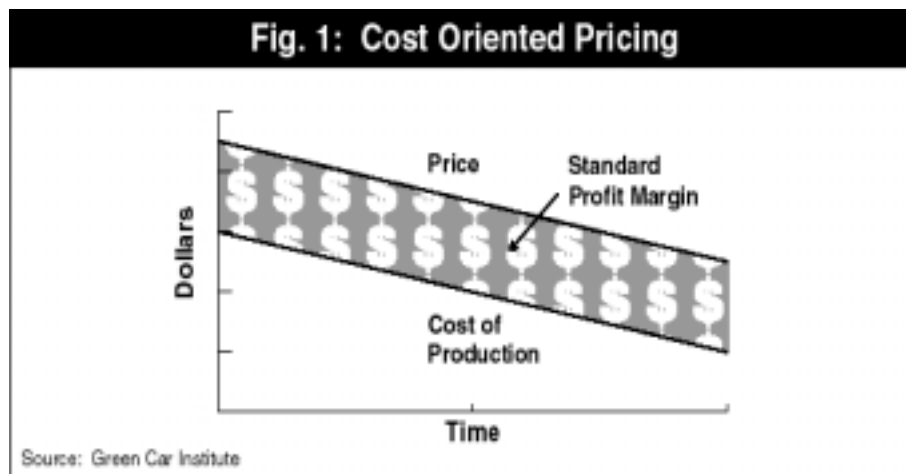 Fig. 1: Cost Oriented Pricing
Price
Standard
Profit Margin
Dollars
Cost of
Production
Time
Source: Green Car Institute